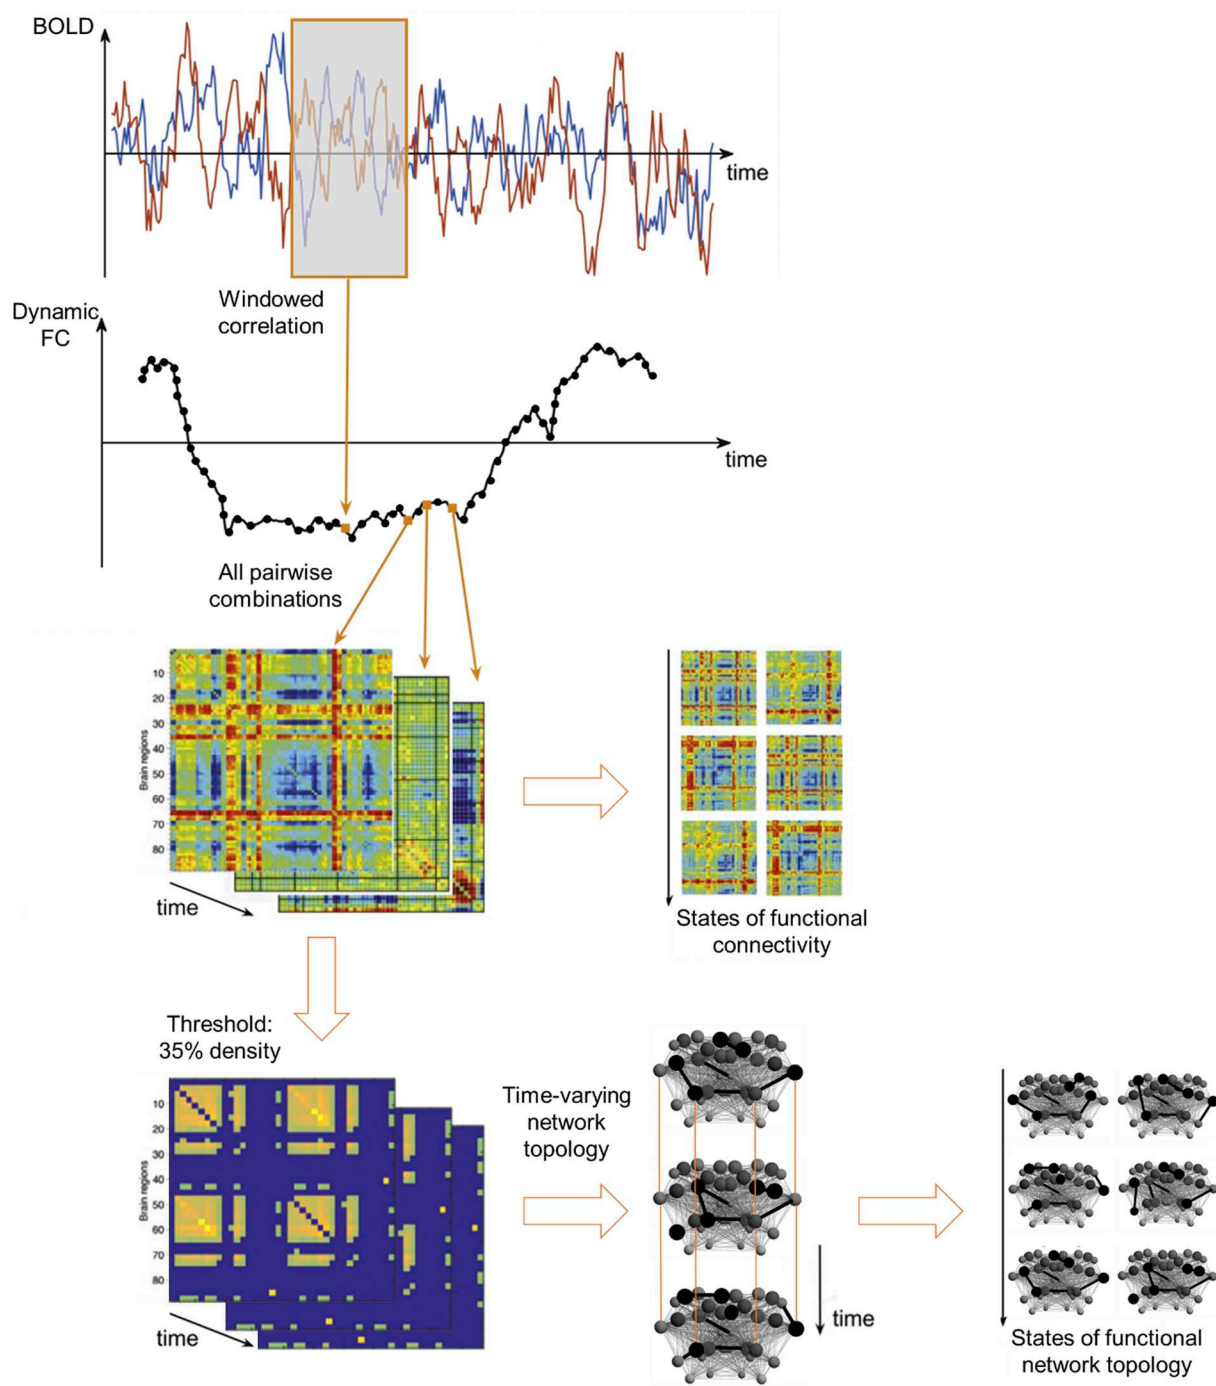 BOLD
time
Windowed
correlation
Dynamic
FC
time
All pairwise
combinations
10
20
30
40
50
60
70
80
Brain regions
time
States of functional
connectivity
Threshold:
35% density
10
20
30
40
50
60
70
80
Brain regions
time
Time-varying
network
topology
time
States of functional
network topology